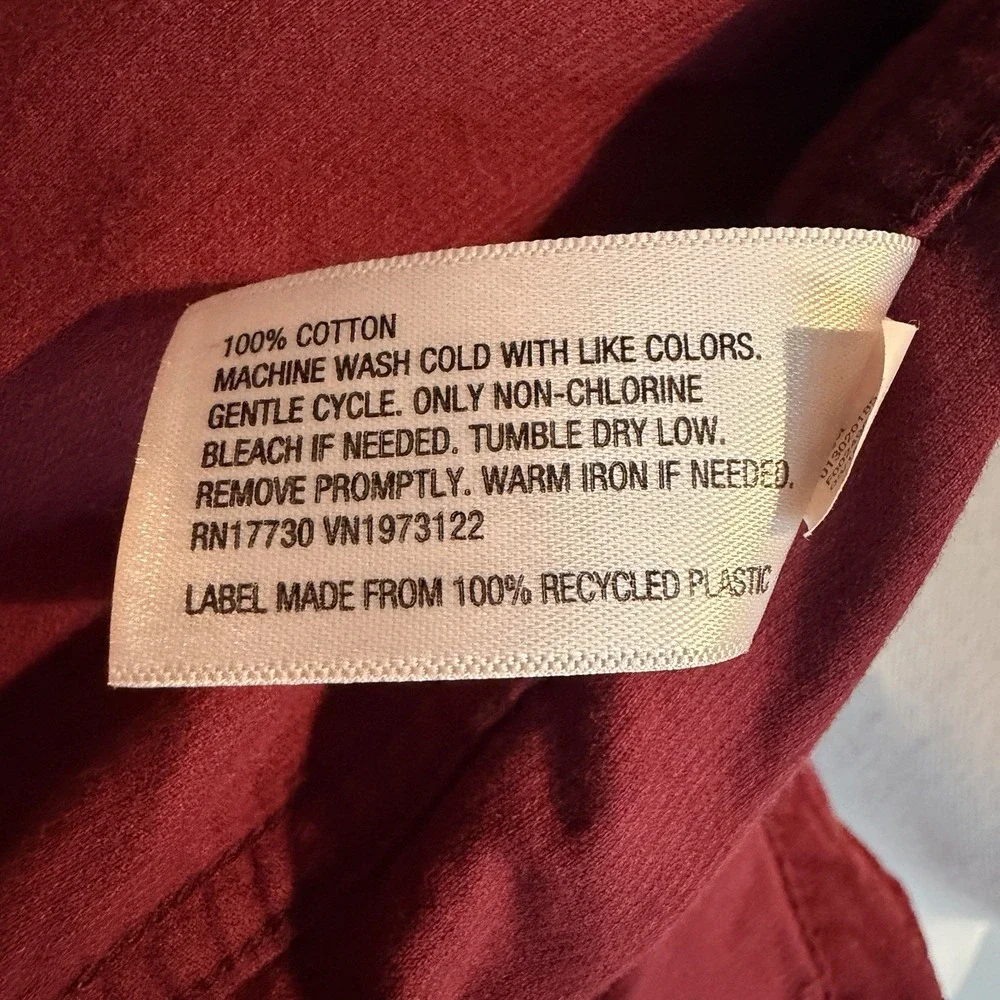 100% COTTON
MACHINE WASH COLD WITH LIKE COLORS.
GENTLE CYCLE. ONLY NON-CHLORINE
BLEACH IF NEEDED. TUMBLE DRY LOW.
REMOVE PROMPTLY. WARM IRON IF NEEDED.
RN17730 VN1973122
LABEL MADE FROM 100% RECYCLED PLASTIC